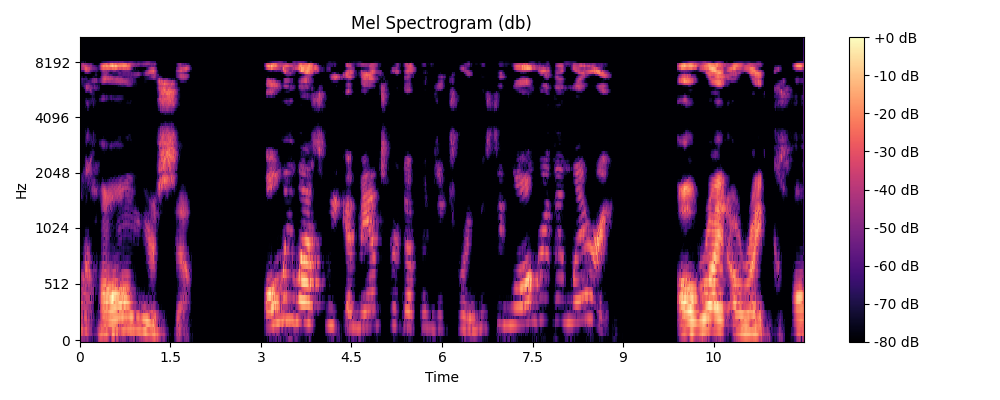 Mel Spectrogram (db)
8192
4096
2048
1024
512
0
Hz
0 1.5 3 4.5 6 7.5 9 10
Time
+0 dB
-10 dB
-20 dB
-30 dB
-40 dB
-50 dB
-60 dB
-70 dB
-80 dB